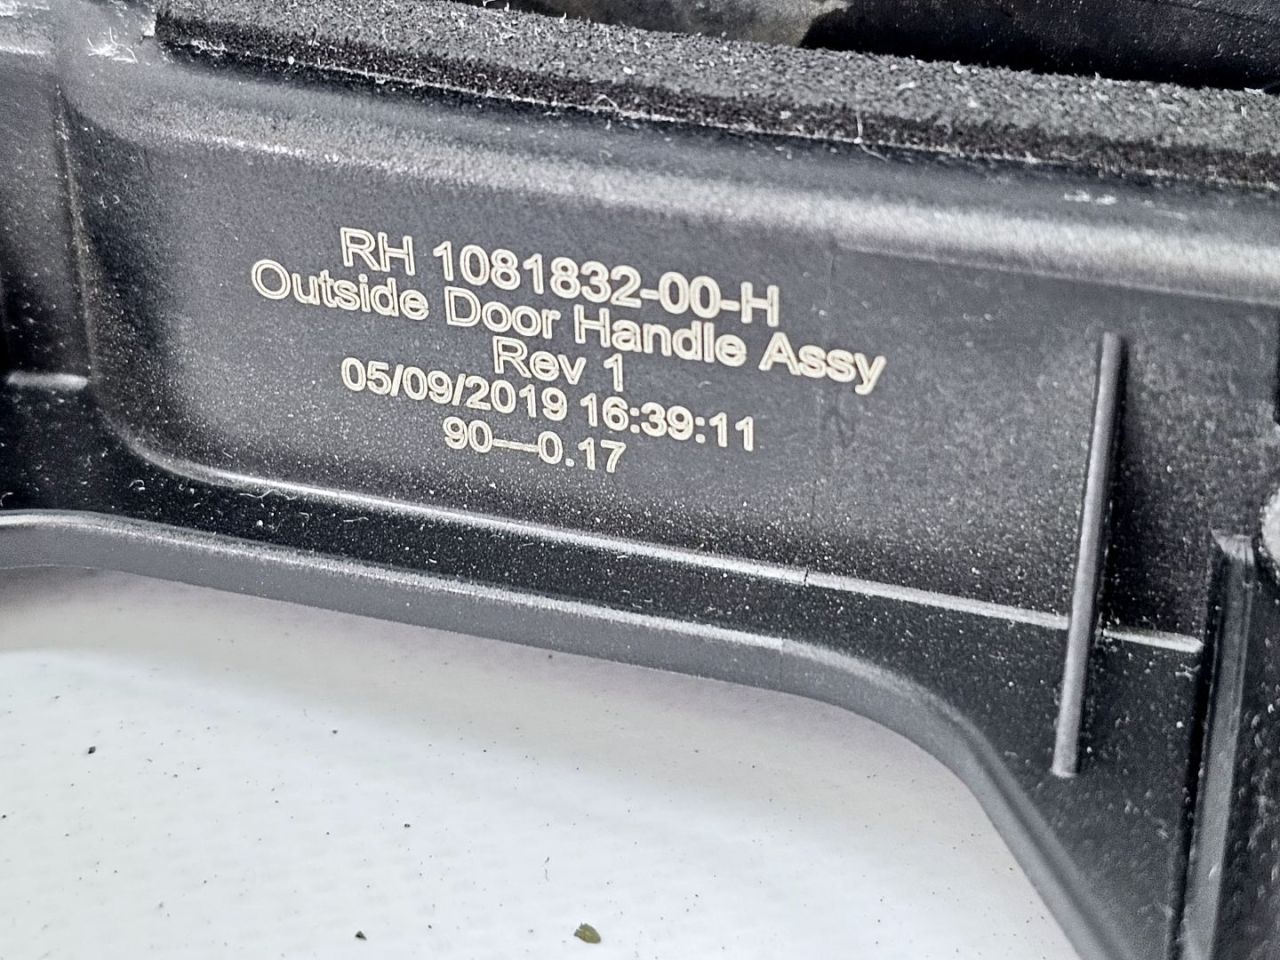 RH 1081832-00-H
Outside Door Handle Assy
Rev 1
05/09/2019 16:39:11
90—0.17